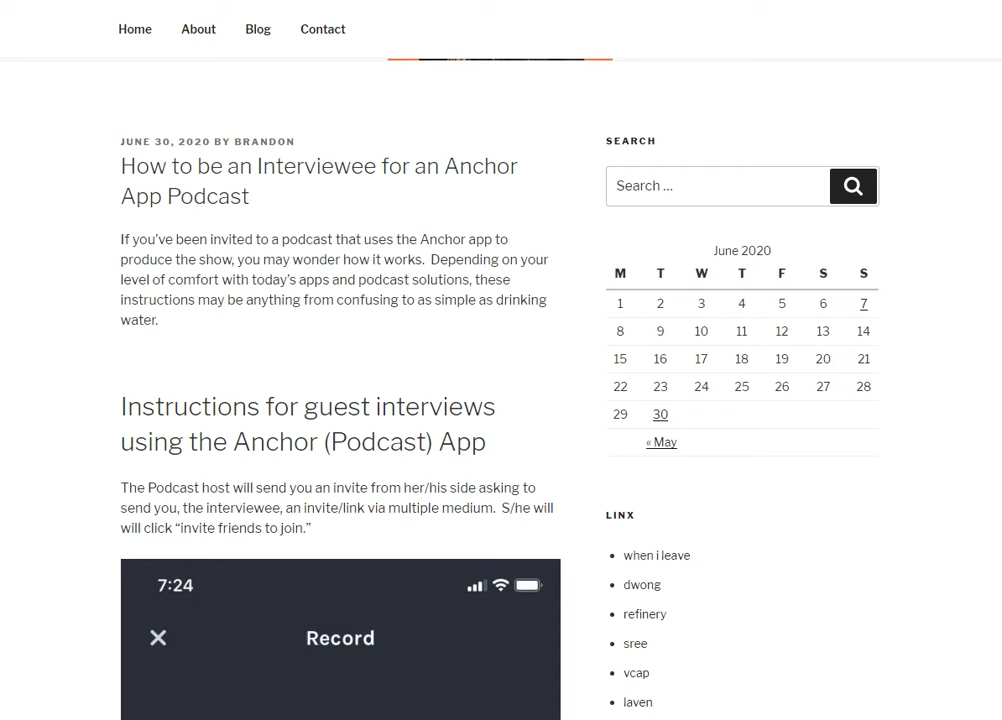 Home About Blog Contact
JUNE 30, 2020 BY BRANDON
How to be an Interviewee for an Anchor
App Podcast
If you've been invited to a podcast that uses the Anchor app to
produce the show, you may wonder how it works.  Depending on your
level of comfort with today's apps and podcast solutions, these
instructions may be anything from confusing to as simple as drinking
water.
Instructions for guest interviews
using the Anchor (Podcast) App
The Podcast host will send you an invite from her/his side asking to
send you, the interviewee, an invite/link via multiple medium.  S/he will
will click “invite friends to join.”
7:24
Record
SEARCH
Search ...
June 2020
M T W T F S S
1 2 3 4 5 6 7
8 9 10 11 12 13 14
15 16 17 18 19 20 21
22 23 24 25 26 27 28
29 30
« May
LINX
when i leave
dwong
refinery
sree
vcap
laven